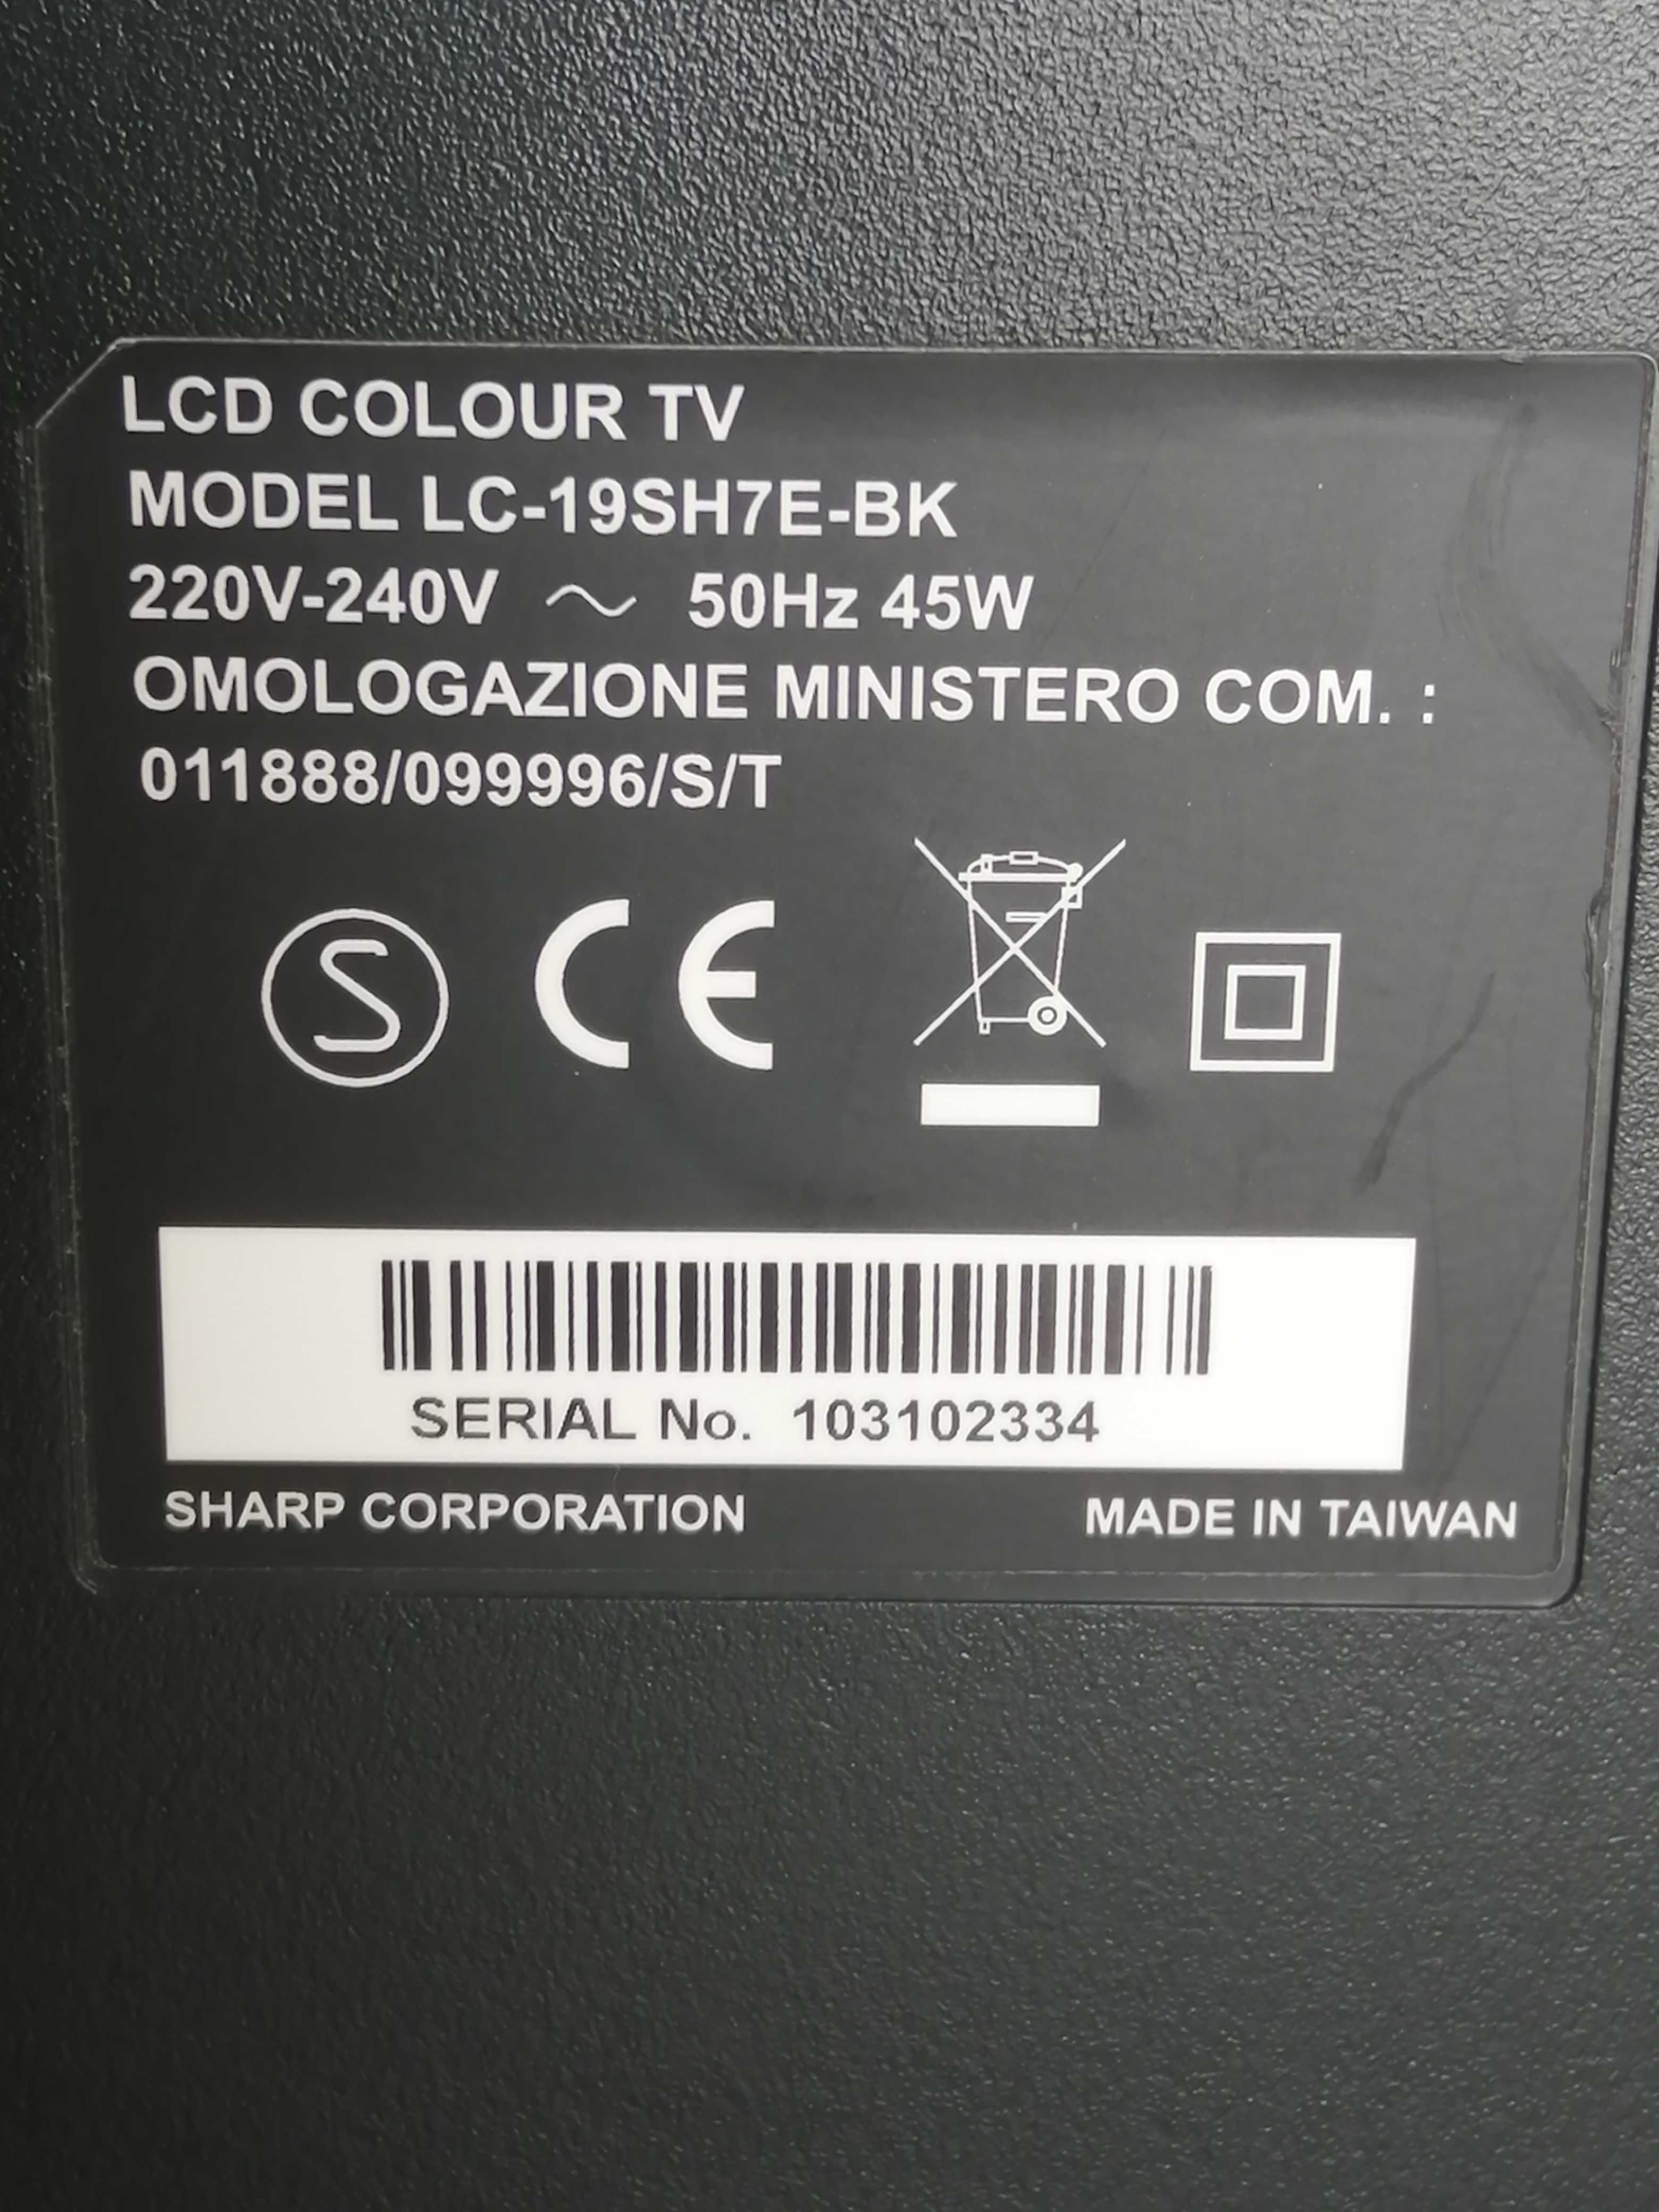 LCD COLOUR TV
MODEL LC-19SH7E-BK
220V-240V ~ 50Hz 45W
OMOLOGAZIONE MINISTERO COM. :
011888/099996/S/T
S CE
SERIAL No. 103102334
SHARP CORPORATION MADE IN TAIWAN